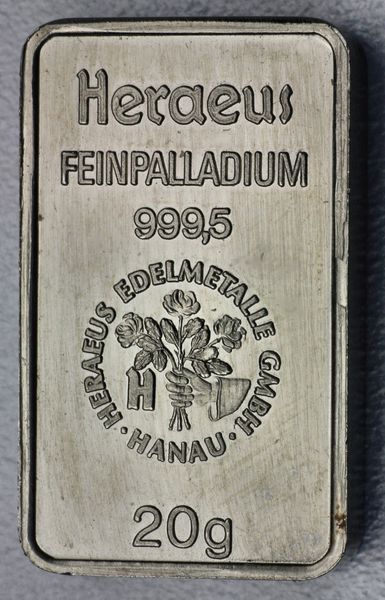 Heraeus
FEINPALLADIUM
999,5
HERAEUS EDELMETALLE GMBH
· HANAU ·
H
20g